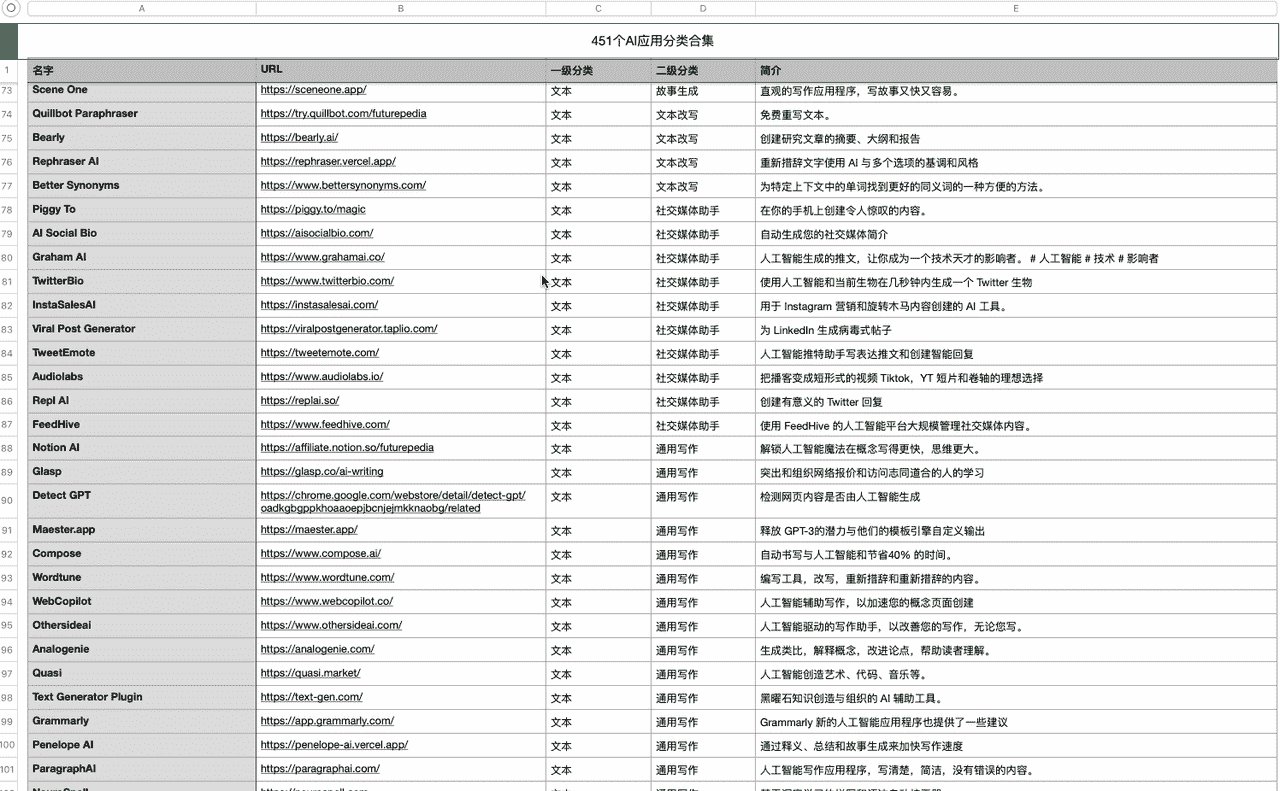 A B C D E
451个AI应用分类合集
1 名字 URL 一级分类 二级分类 简介
73 Scene One https://sceneone.app/ 文本 故事生成 直观的写作应用程序，写故事又快又容易。
74 Quillbot Paraphraser https://try.quillbot.com/futurepedia 文本 文本改写 免费重写文本。
75 Bearly https://bearly.ai/ 文本 文本改写 创建研究文章的摘要、大纲和报告
76 Rephraser AI https://rephraser.vercel.app/ 文本 文本改写 重新措辞文字使用 AI 与多个选项的基调和风格
77 Better Synonyms https://www.bettersynonyms.com/ 文本 文本改写 为特定上下文中的单词找到更好的同义词的一种方便的方法。
78 Piggy To https://piggy.to/magic 文本 社交媒体助手 在你的手机上创建令人惊叹的内容。
79 AI Social Bio https://aisocialbio.com/ 文本 社交媒体助手 自动生成您的社交媒体简介
80 Graham AI https://www.grahamai.co/ 文本 社交媒体助手 人工智能生成的推文，让你成为一个技术天才的影响者。 # 人工智能 # 技术 # 影响者
81 TwitterBio https://www.twitterbio.com/ 文本 社交媒体助手 使用人工智能和当前生物在几秒钟内生成一个 Twitter 生物
82 InstaSalesAI https://instasalesai.com/ 文本 社交媒体助手 用于 Instagram 营销和旋转木马内容创建的 AI 工具。
83 Viral Post Generator https://viralpostgenerator.taplio.com/ 文本 社交媒体助手 为 LinkedIn 生成病毒式帖子
84 TweetEmote https://tweetemote.com/ 文本 社交媒体助手 人工智能推特助手写表达推文和创建智能回复
85 Audiolabs https://www.audiolabs.io/ 文本 社交媒体助手 把播客变成短形式的视频 Tiktok，YT 短片和卷轴的理想选择
86 Repl AI https://replai.so/ 文本 社交媒体助手 创建有意义的 Twitter 回复
87 FeedHive https://www.feedhive.com/ 文本 社交媒体助手 使用 FeedHive 的人工智能平台大规模管理社交媒体内容。
88 Notion AI https://affiliate.notion.so/futurepedia 文本 通用写作 解锁人工智能魔法在概念写得更快，思维更大。
89 Glasp https://glasp.co/ai-writing 文本 通用写作 突出和组织网络报价和访问志同道合的人的学习
90 Detect GPT https://chrome.google.com/webstore/detail/detect-gpt/ 文本 通用写作 检测网页内容是否由人工智能生成
oadkgbgppkhoaaoepjbcnjejmkknaobg/related
91 Maester.app https://maester.app/ 文本 通用写作 释放 GPT-3的潜力与他们的模板引擎自定义输出
92 Compose https://www.compose.ai/ 文本 通用写作 自动书写与人工智能和节省40% 的时间。
93 Wordtune https://www.wordtune.com/ 文本 通用写作 编写工具，改写，重新措辞和重新措辞的内容。
94 WebCopilot https://www.webcopilot.co/ 文本 通用写作 人工智能辅助写作，以加速您的概念页面创建
95 Othersideai https://www.othersideai.com/ 文本 通用写作 人工智能驱动的写作助手，以改善您的写作，无论您写。
96 Analogenie https://analogenie.com/ 文本 通用写作 生成类比，解释概念，改进论点，帮助读者理解。
97 Quasi https://quasi.market/ 文本 通用写作 人工智能创造艺术、代码、音乐等。
98 Text Generator Plugin https://text-gen.com/ 文本 通用写作 黑曜石知识创造与组织的 AI 辅助工具。
99 Grammarly https://app.grammarly.com/ 文本 通用写作 Grammarly 新的人工智能应用程序也提供了一些建议
100 Penelope AI https://penelope-ai.vercel.app/ 文本 通用写作 通过释义、总结和故事生成来加快写作速度
101 ParagraphAI https://paragraphai.com/ 文本 通用写作 人工智能写作应用程序，写清楚，简洁，没有错误的内容。